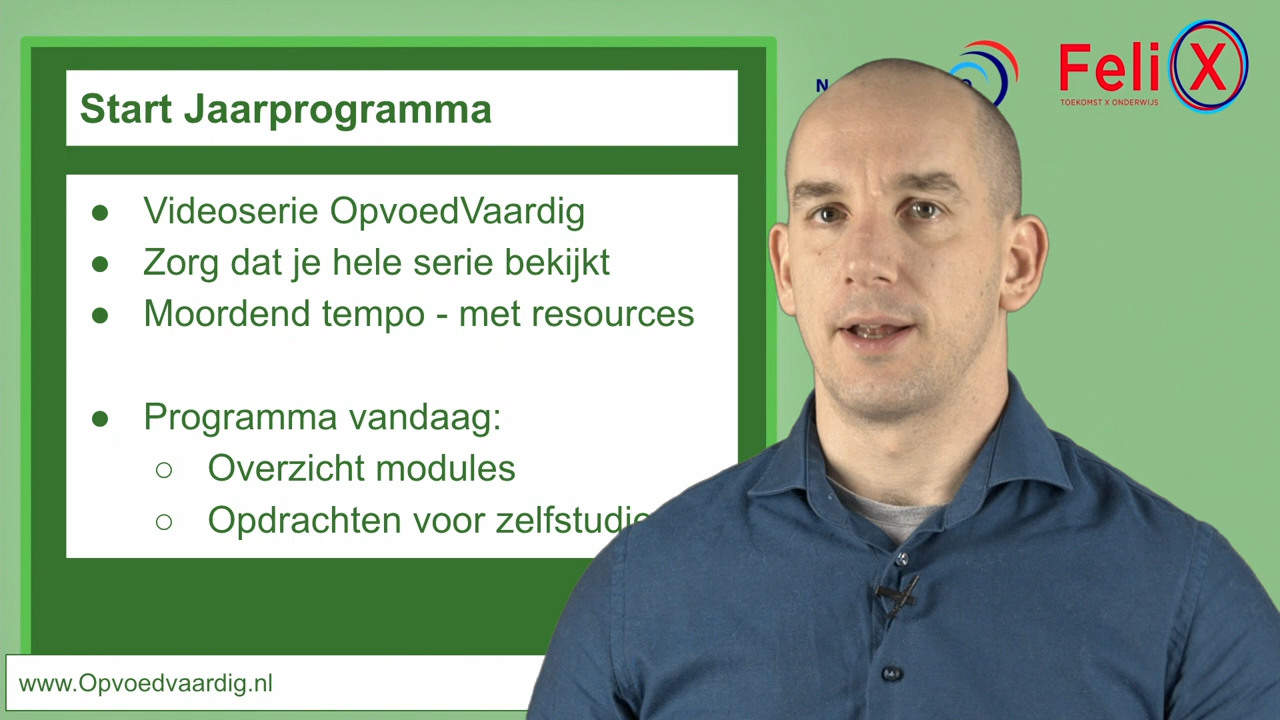 Start Jaarprogramma
● Videoserie OpvoedVaardig
● Zorg dat je hele serie bekijkt
● Moordend tempo - met resources
● Programma vandaag:
○ Overzicht modules
○ Opdrachten voor
www.Opvoedvaardig.nl
FeliX
TOEKOMST X ONDERWIJS